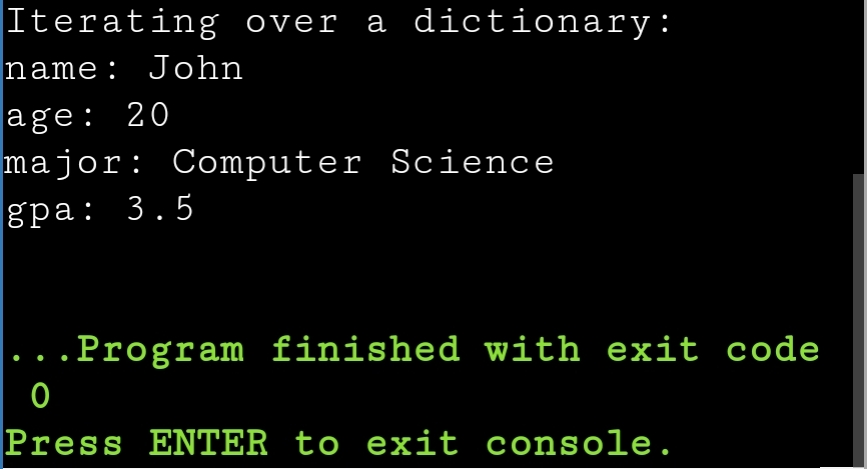 Iterating over a dictionary:
name: John
age: 20
major: Computer Science
gpa: 3.5
...Program finished with exit code
0
Press ENTER to exit console.